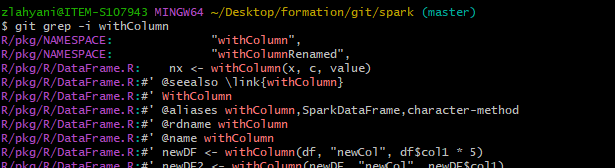 zlahyani@ITEM-S107943 MINGW64 ~/Desktop/formation/git/spark (master)
$ git grep -i withColumn
R/pkg/NAMESPACE:              "withColumn",
R/pkg/NAMESPACE:              "withColumnRenamed",
R/pkg/R/DataFrame.R:    nx <- withColumn(x, c, value)
R/pkg/R/DataFrame.R:#' @seealso \link{withColumn}
R/pkg/R/DataFrame.R:#' WithColumn
R/pkg/R/DataFrame.R:#' @aliases withColumn,SparkDataFrame,character-method
R/pkg/R/DataFrame.R:#' @rdname withColumn
R/pkg/R/DataFrame.R:#' @name withColumn
R/pkg/R/DataFrame.R:#' newDF <- withColumn(df, "newCol", df$col1 * 5)
R/pkg/R/DataFrame.R:#' newDF2 <- withColumn(newDF, "newCol", newDF$col1)